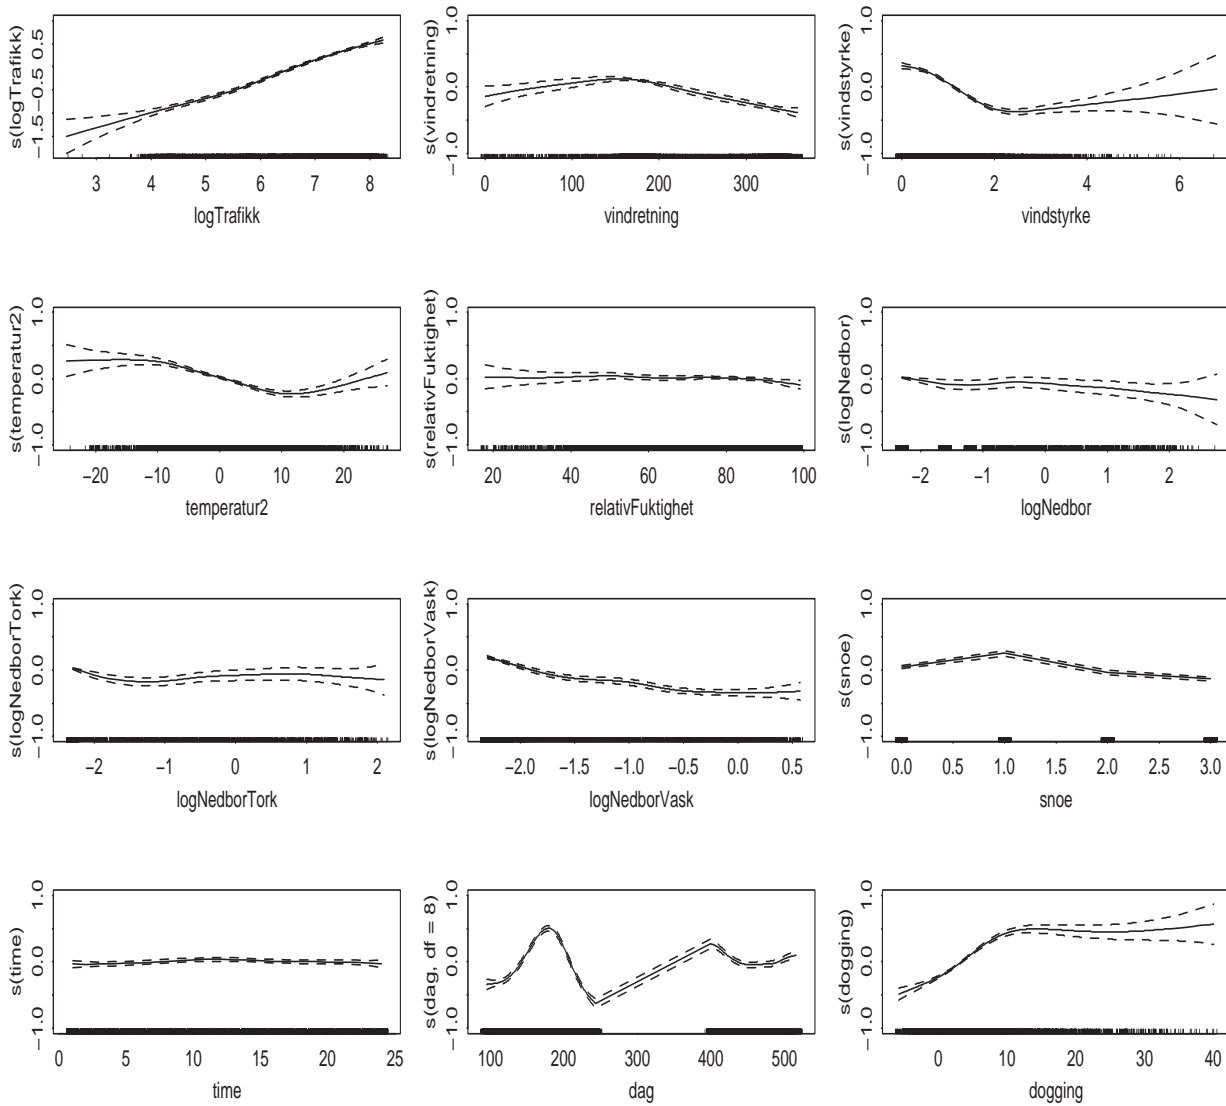 s(logTrafikk)
−1.5 −0.5 0.5
3 4 5 6 7 8
logTrafikk
s(vindretning)
−1.0 0.0 1.0
0 100 200 300
vindretning
s(vindstyrke)
−1.0 0.0 1.0
0 2 4 6
vindstyrke
s(temperatur2)
−1.0 0.0 1.0
−20 −10 0 10 20
temperatur2
s(relativFuktighet)
−1.0 0.0 1.0
20 40 60 80 100
relativFuktighet
s(logNedbor)
−1.0 0.0 1.0
−2 −1 0 1 2
logNedbor
s(logNedborTork)
−1.0 0.0 1.0
−2 −1 0 1 2
logNedborTork
s(logNedborVask)
−1.0 0.0 1.0
−2.0 −1.5 −1.0 −0.5 0.0 0.5
logNedborVask
s(snoe)
−1.0 0.0 1.0
0.0 0.5 1.0 1.5 2.0 2.5 3.0
snoe
s(time)
−1.0 0.0 1.0
0 5 10 15 20 25
time
s(dag, df = 8)
−1.0 0.0 1.0
100 200 300 400 500
dag
s(dogging)
−1.0 0.0 1.0
0 10 20 30 40
dogging